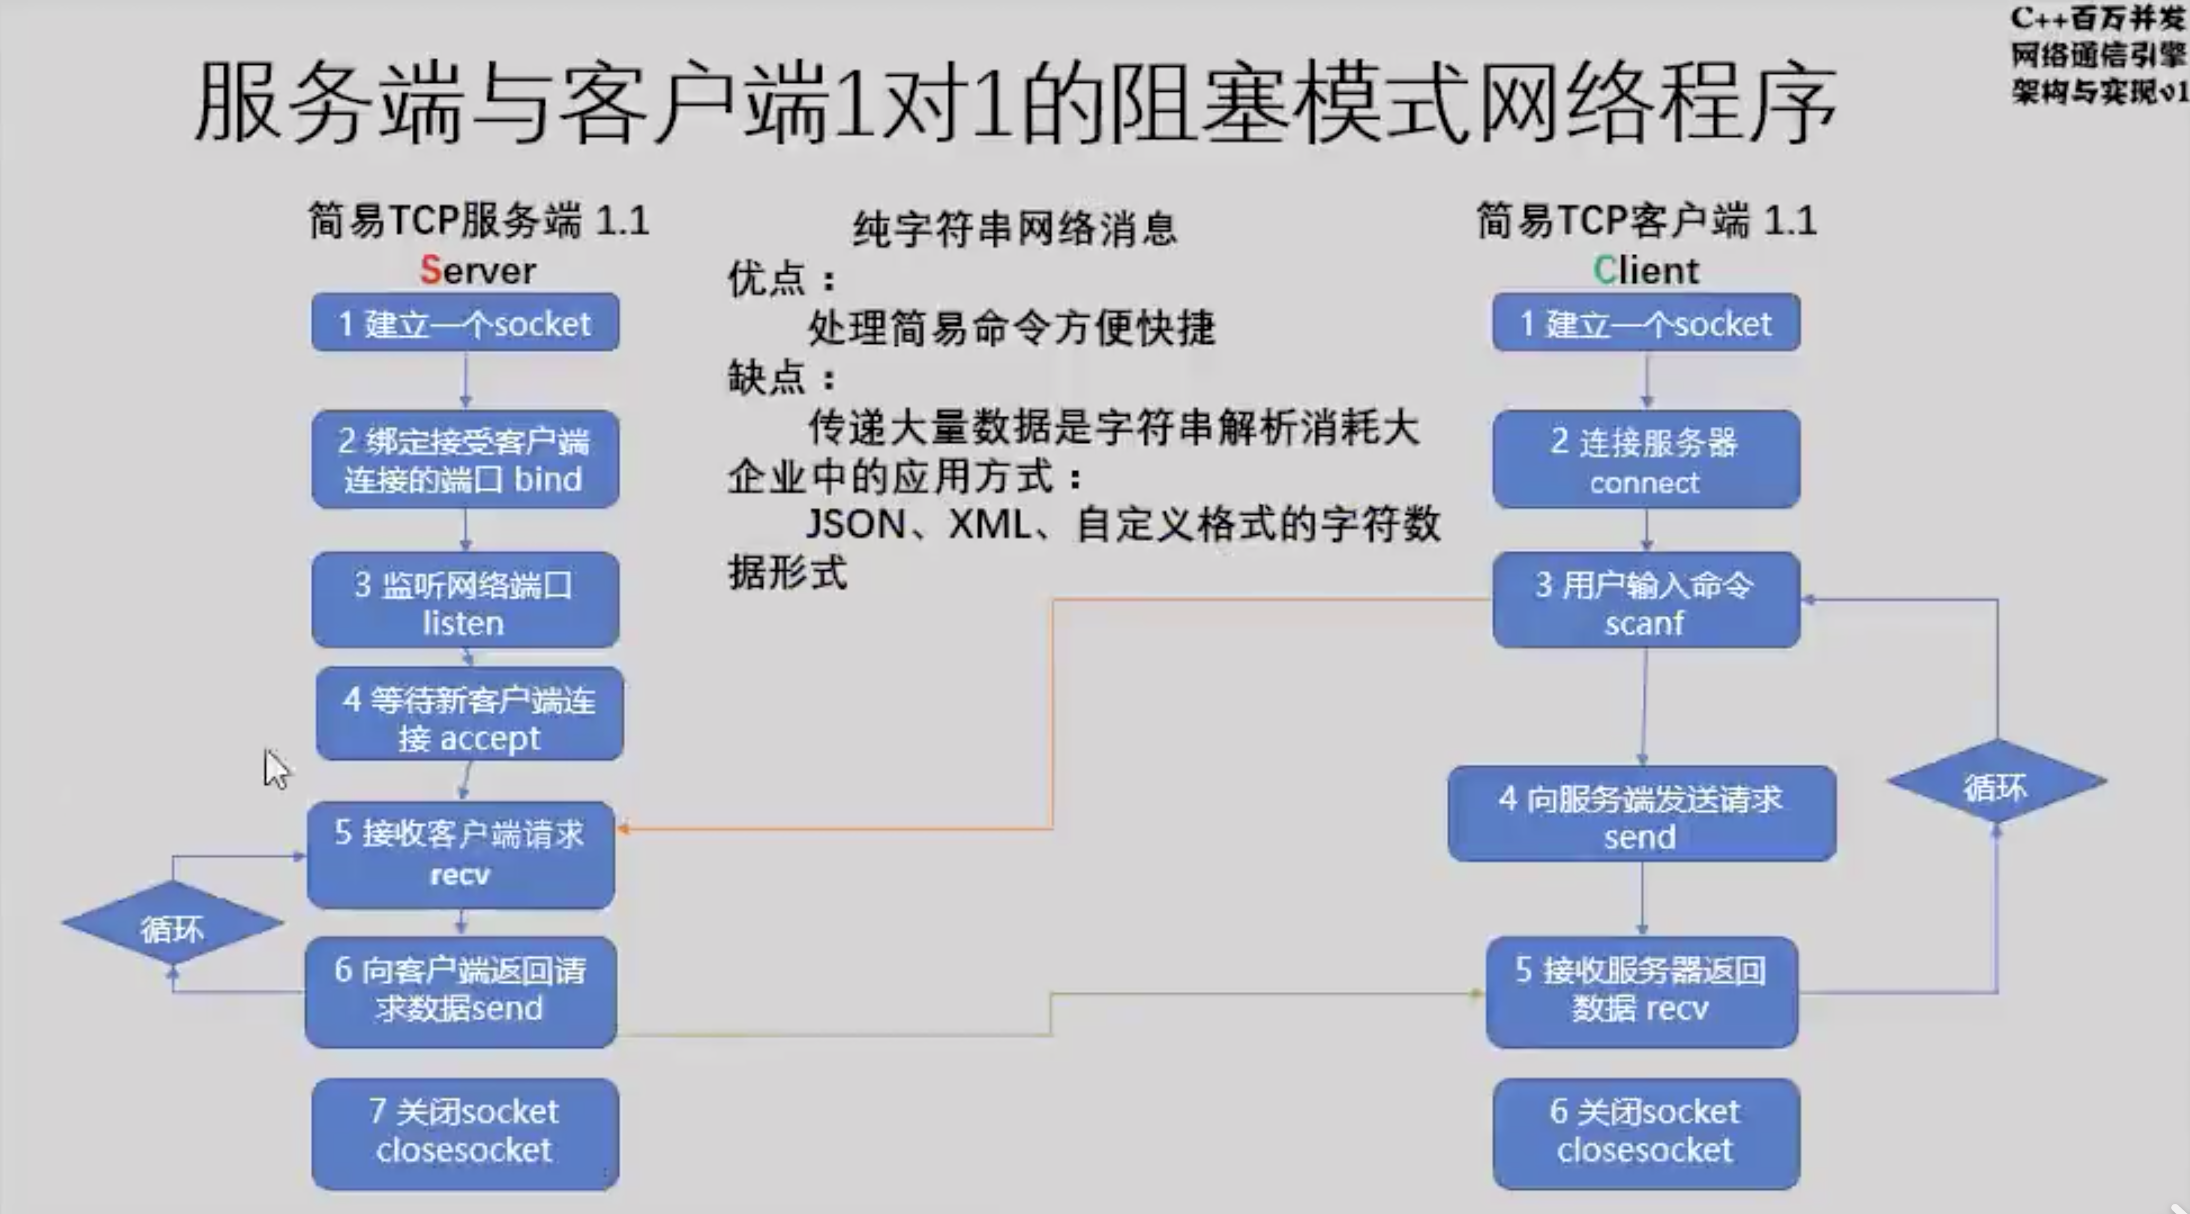 C++百万并发
网络通信引擎
架构与实现v1
服务端与客户端1对1的阻塞模式网络程序
简易TCP服务端 1.1
Server
1 建立一个socket
2 绑定接受客户端
连接的端口 bind
3 监听网络端口
listen
4 等待新客户端连
接 accept
5 接收客户端请求
recv
循环
6 向客户端返回请
求数据send
7 关闭socket
closesocket
纯字符串网络消息
优点：
处理简易命令方便快捷
缺点：
传递大量数据是字符串解析消耗大
企业中的应用方式：
JSON、XML、自定义格式的字符数
据形式
简易TCP客户端 1.1
Client
1 建立一个socket
2 连接服务器
connect
3 用户输入命令
scanf
4 向服务端发送请求
send
循环
5 接收服务器返回
数据 recv
6 关闭socket
closesocket